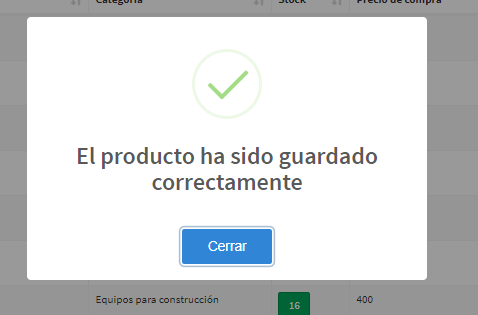 Categoría Stock Precio de compra
El producto ha sido guardado
correctamente
Cerrar
Equipos para construcción 16 400